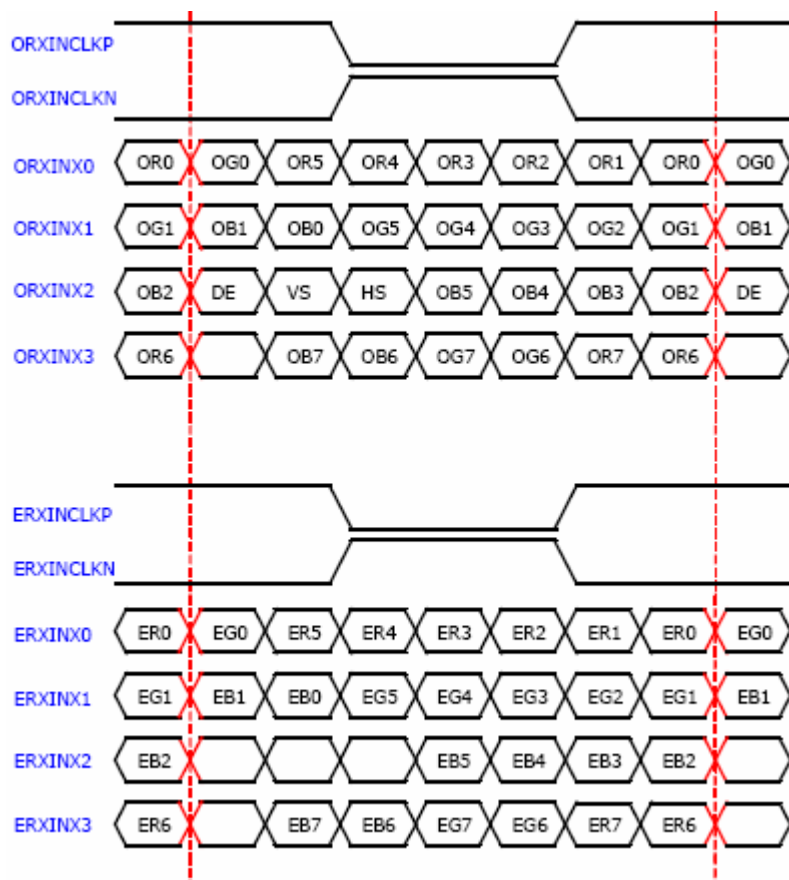 ORXINCLKP
ORXINCLKN
ORXINX0 OR0 OG0 OR5 OR4 OR3 OR2 OR1 OR0 OG0
ORXINX1 OG1 OB1 OB0 OG5 OG4 OG3 OG2 OG1 OB1
ORXINX2 OB2 DE VS HS OB5 OB4 OB3 OB2 DE
ORXINX3 OR6 OB7 OB6 OG7 OG6 OR7 OR6
ERXINCLKP
ERXINCLKN
ERXINX0 ER0 EG0 ER5 ER4 ER3 ER2 ER1 ER0 EG0
ERXINX1 EG1 EB1 EB0 EG5 EG4 EG3 EG2 EG1 EB1
ERXINX2 EB2 EB5 EB4 EB3 EB2
ERXINX3 ER6 EB7 EB6 EG7 EG6 ER7 ER6